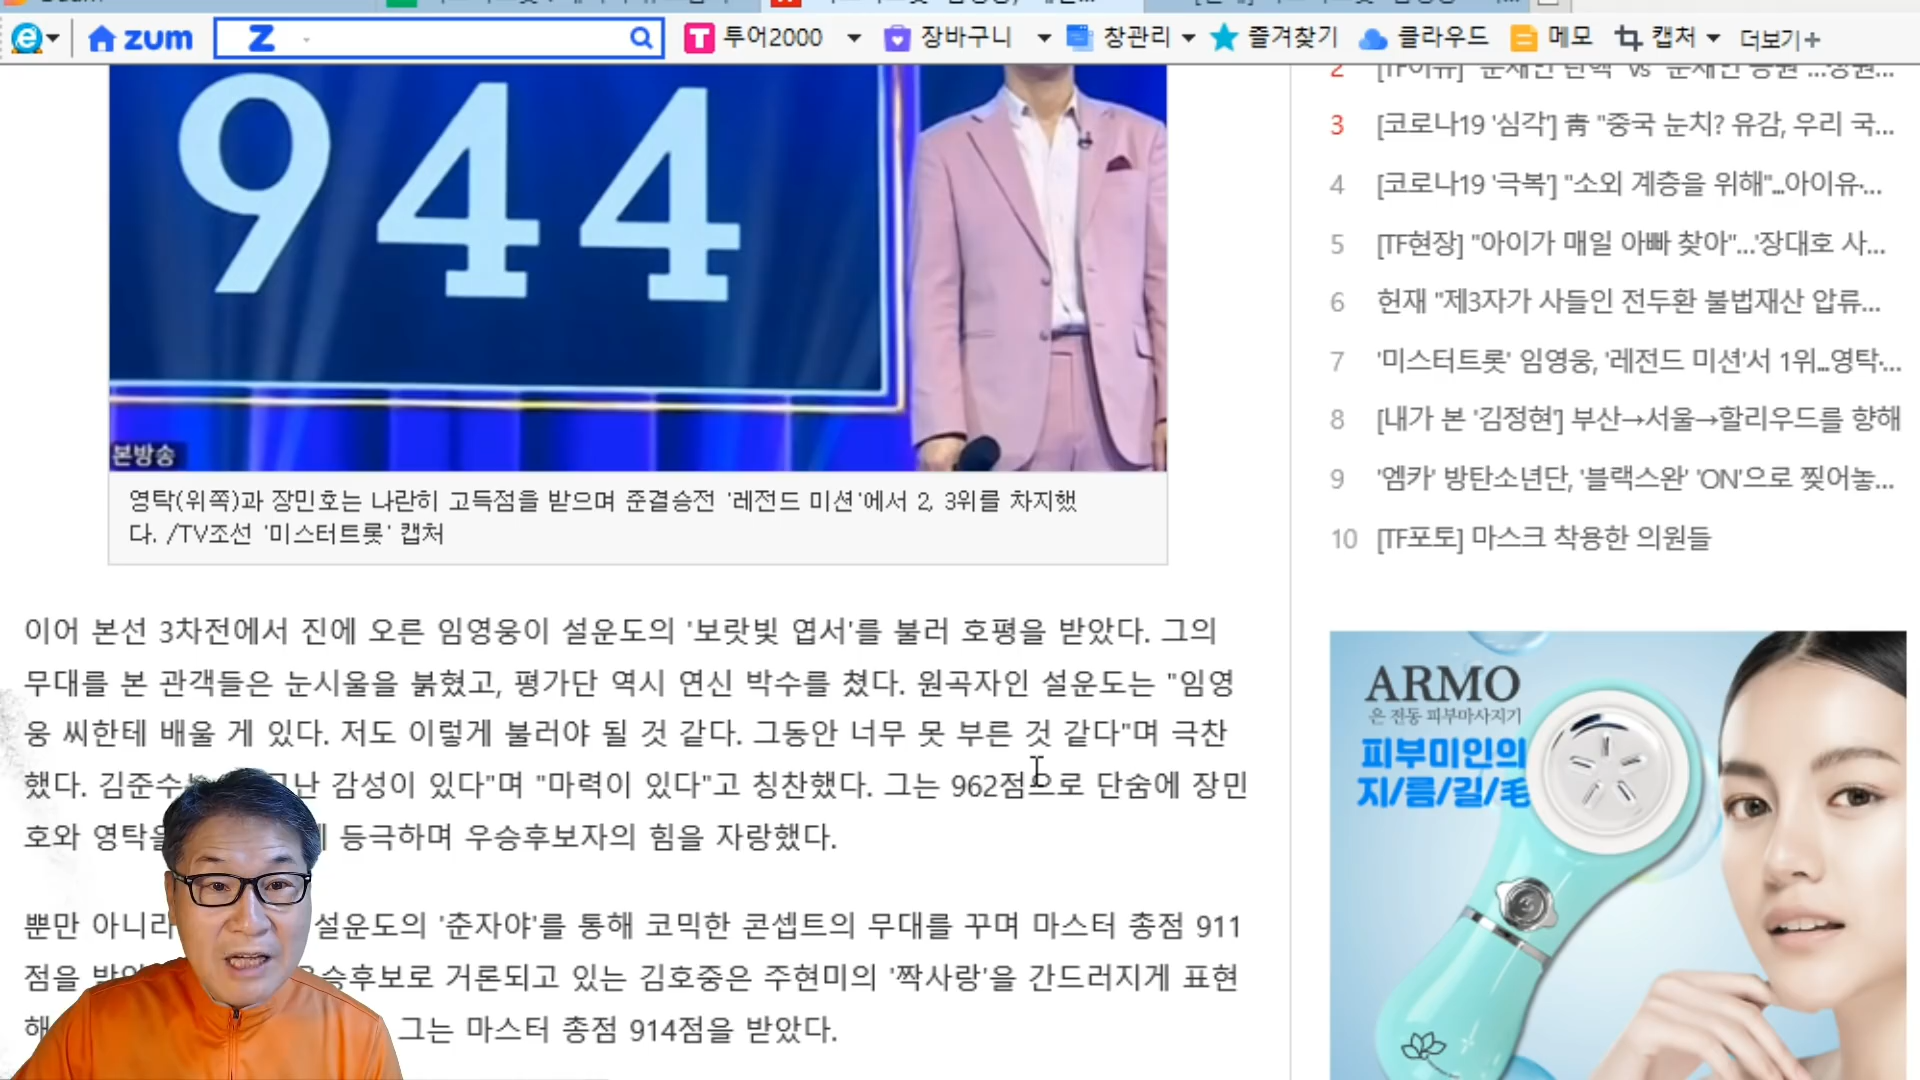 zum
Z
투어2000
장바구니
창관리
즐겨찾기
클라우드
메모
캡처
더보기+
944
본방송
영탁(위쪽)과 장민호는 나란히 고득점을 받으며 준결승전 '레전드 미션'에서 2, 3위를 차지했
다. /TV조선 '미스터트롯' 캡처
이어 본선 3차전에서 진에 오른 임영웅이 설운도의 '보랏빛 엽서'를 불러 호평을 받았다. 그의
무대를 본 관객들은 눈시울을 붉혔고, 평가단 역시 연신 박수를 쳤다. 원곡자인 설운도는 "임영
웅 씨한테 배울 게 있다. 저도 이렇게 불러야 될 것 같다. 그동안 너무 못 부른 것 같다"며 극찬
했다. 감성이 있다"며 "마력이 있다"고 칭찬했다. 그는 962점으로 단숨에 장민
호와 등극하며 우승후보자의 힘을 자랑했다.
뿐만 설운도의 '춘자야'를 통해 코믹한 콘셉트의 무대를 꾸며 마스터 총점 911
점을 거론되고 있는 김호중은 주현미의 '짝사랑'을 간드러지게 표현
그는 마스터 총점 914점을 받았다.
2
3 [코로나19 '심각'] 靑 "중국 눈치? 유감, 우리 국...
4 [코로나19 '극복'] "소외 계층을 위해"...아이유·...
5 [TF현장] "아이가 매일 아빠 찾아"...'장대호 사...
6 헌재 "제3자가 사들인 전두환 불법재산 압류...
7 '미스터트롯' 임영웅, '레전드 미션'서 1위...영탁·...
8 [내가 본 '김정현'] 부산→서울→할리우드를 향해
9 '엠카' 방탄소년단, '블랙스완' 'ON'으로 찢어놓...
10 [TF포토] 마스크 착용한 의원들
ARMO
은 전동 피부마사지기
피부미인의
지/름/길/